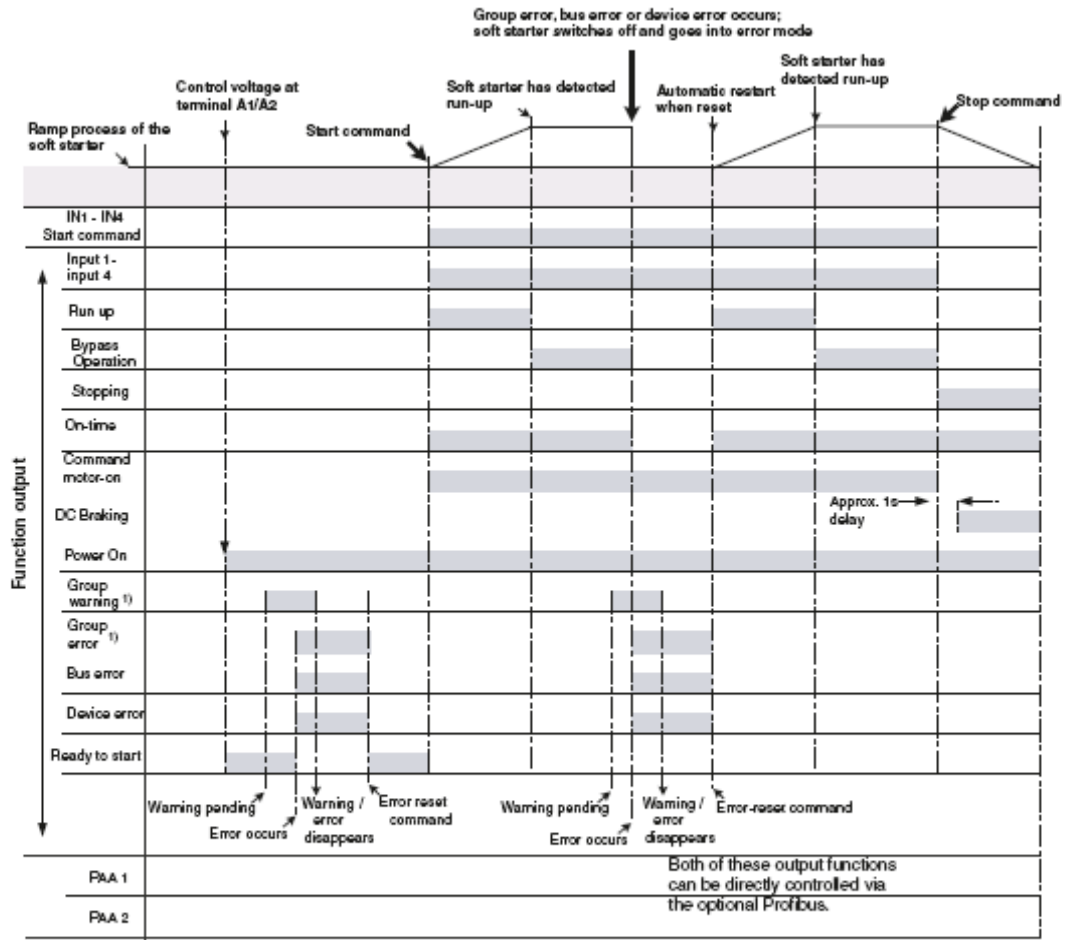 Group error, bus error or device error occurs;
soft starter switches off and goes into error mode
Control voltage at
terminal A1/A2
Soft starter has detected
run-up
Automatic restart
when reset
Soft starter has
detected run-up
Stop command
Ramp process of the
soft starter
Start command
IN1 - IN4
Start command
Input 1-
input 4
Run up
Bypass
Operation
Stopping
On-time
Command
motor-on
Approx. 1s
delay
DC Braking
Power On
Function output
Group
warning 1)
Group
error 1)
Bus error
Device error
Ready to start
Warning pending
Error occurs
Warning /
error
disappears
Error reset
command
Warning pending
Error occurs
Warning /
error
disappears
Error-reset command
PAA 1
PAA 2
Both of these output functions
can be directly controlled via
the optional Profibus.